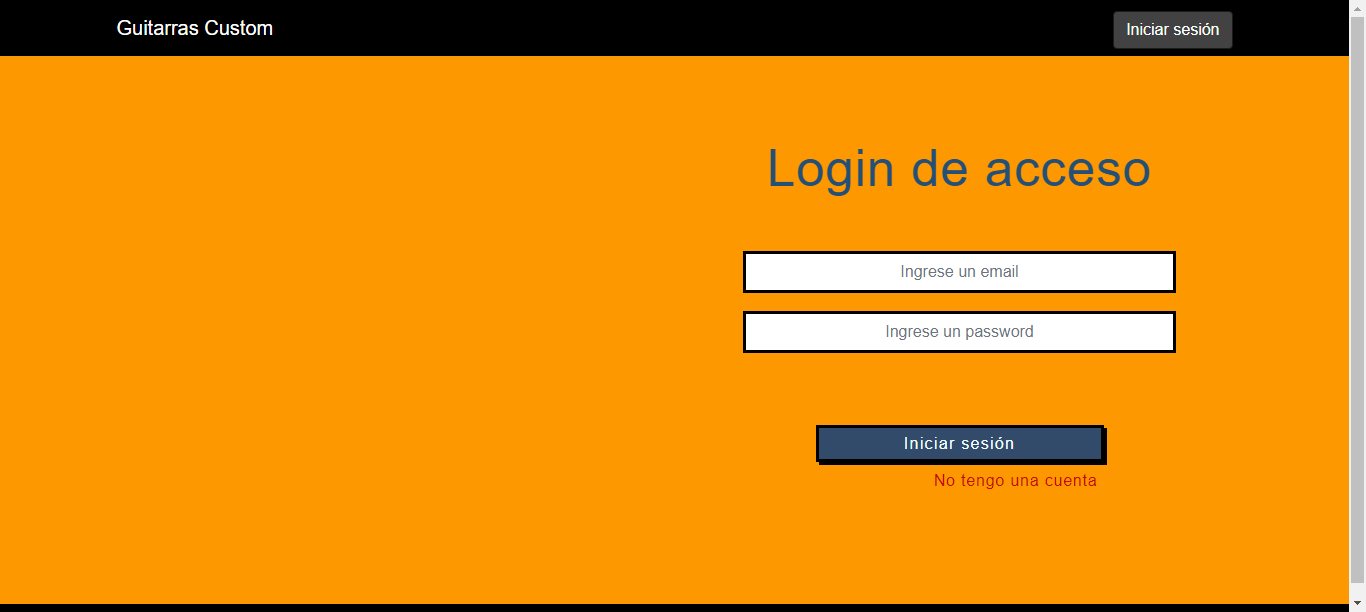 Guitarras Custom
Iniciar sesión
Login de acceso
Ingrese un email
Ingrese un password
Iniciar sesión
No tengo una cuenta